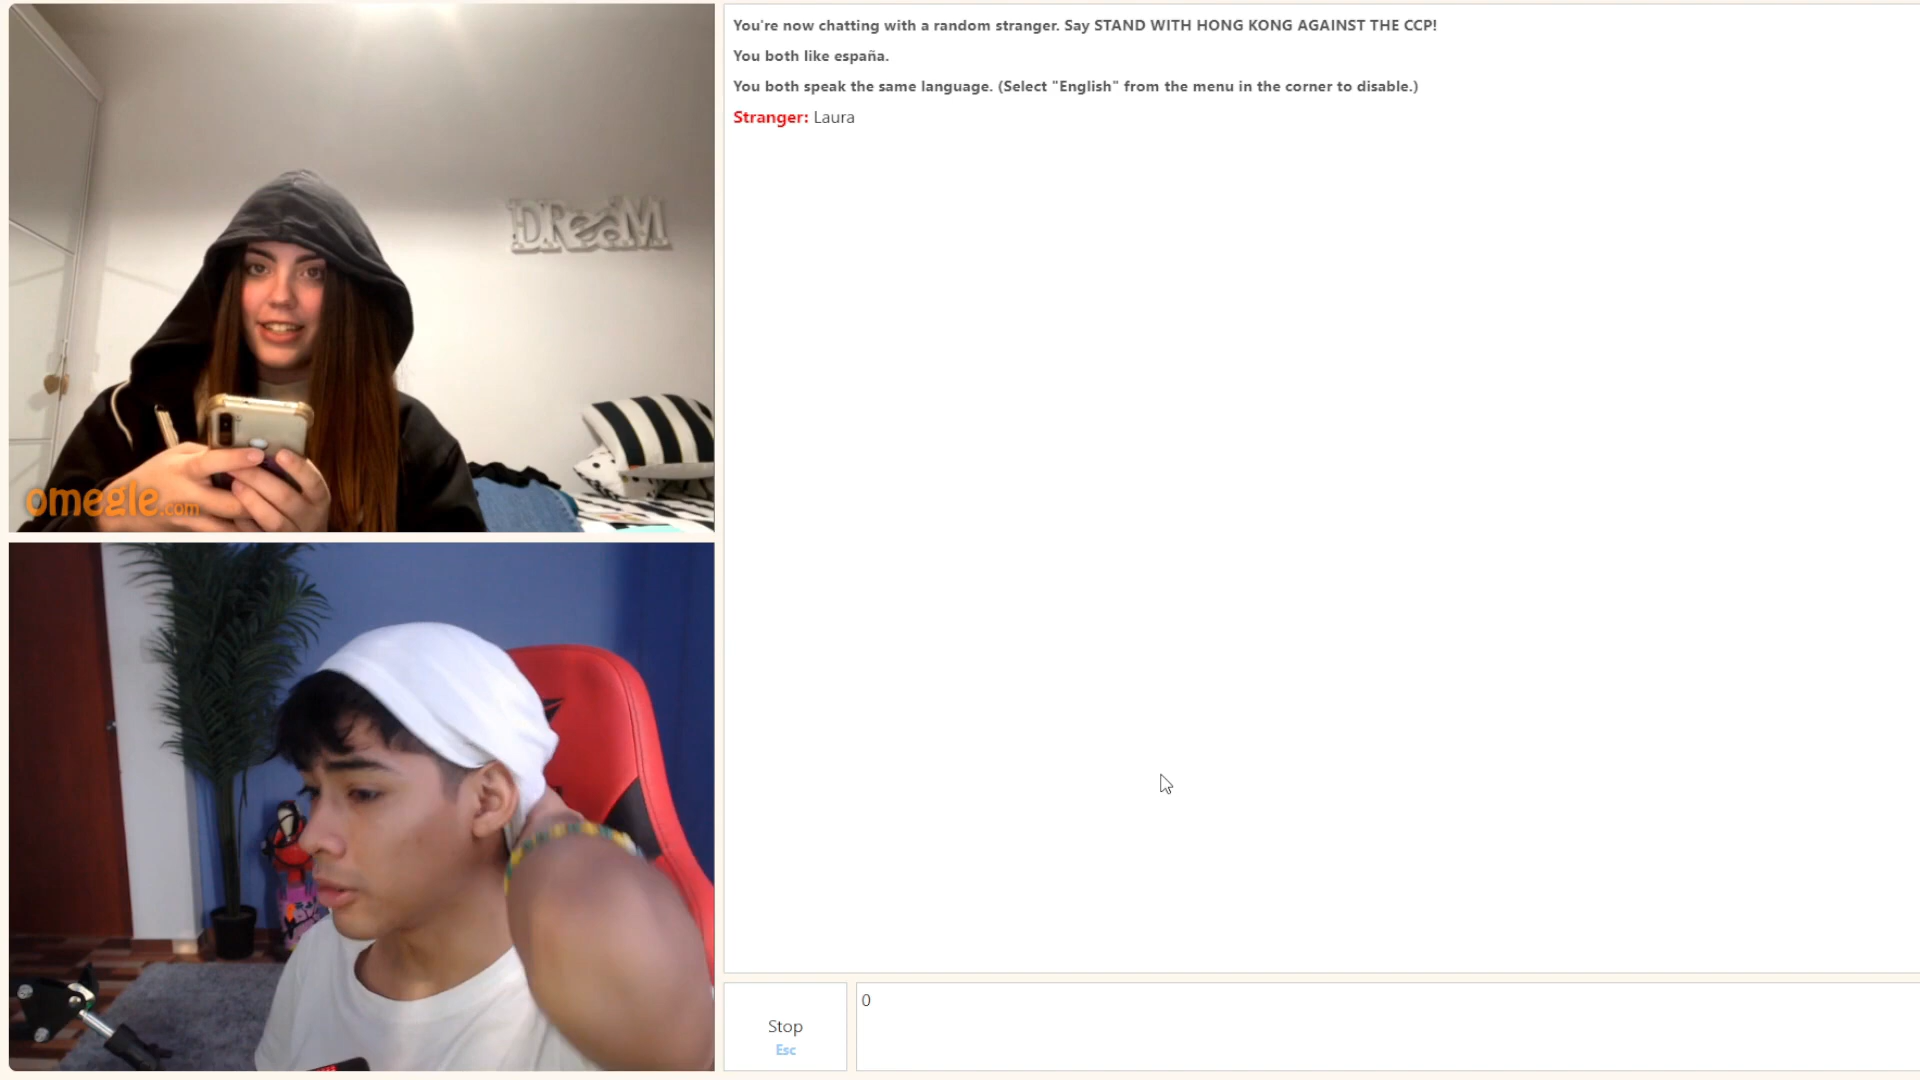 You're now chatting with a random stranger. Say STAND WITH HONG KONG AGAINST THE CCP!
You both like españa.
You both speak the same language. (Select "English" from the menu in the corner to disable.)
Stranger: Laura
DReaM
omegle.com
Stop
Esc
0